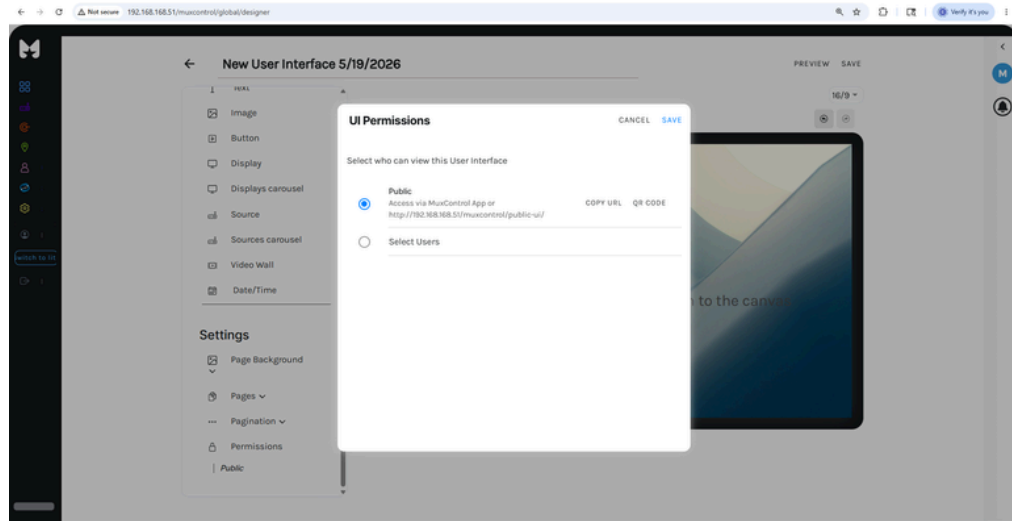 Not secure 192.168.168.51/muxcontrol/global/designer
Verify it's you
New User Interface 5/19/2026
PREVIEW SAVE
16/9
M
Text
Image
Button
Display
Displays carousel
Source
Sources carousel
Video Wall
Date/Time
Settings
Page Background
Pages
Pagination
Permissions
Public
UI Permissions
CANCEL SAVE
Select who can view this User Interface
Public
Access via MuxControl App or
http://192.168.168.51/muxcontrol/public-ui/
COPY URL QR CODE
Select Users
to the canvas